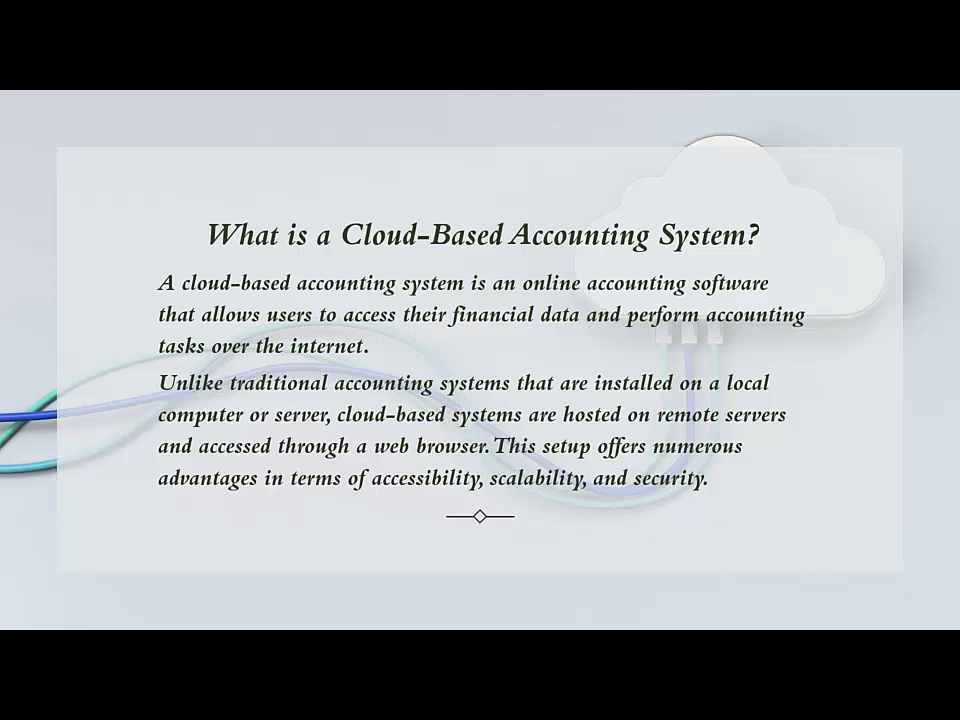 What is a Cloud-Based Accounting System?
A cloud-based accounting system is an online accounting software
that allows users to access their financial data and perform accounting
tasks over the internet.
Unlike traditional accounting systems that are installed on a local
computer or server, cloud-based systems are hosted on remote servers
and accessed through a web browser. This setup offers numerous
advantages in terms of accessibility, scalability, and security.